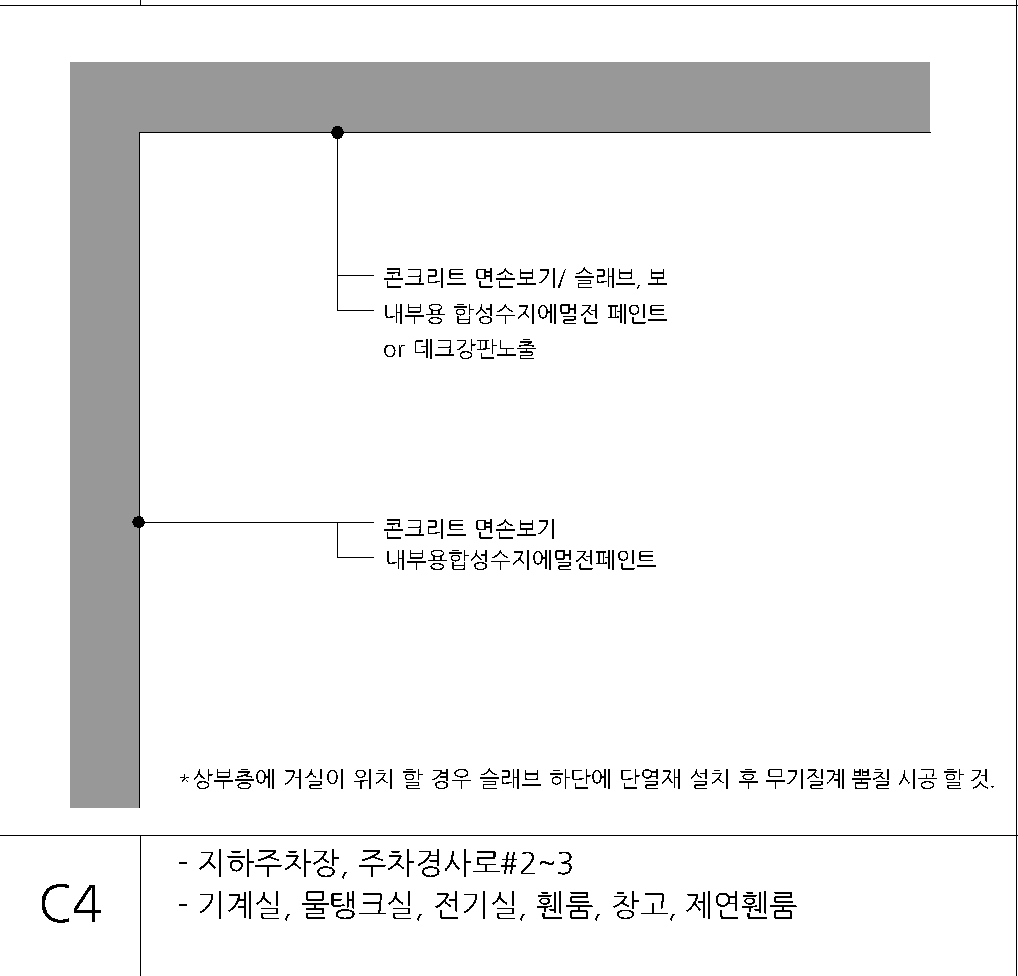 콘크리트 면손보기/ 슬래브, 보
내부용 합성수지에멀전 페인트
or 데크강판노출
콘크리트 면손보기
내부용합성수지에멀전페인트
*상부층에 거실이 위치 할 경우 슬래브 하단에 단열재 설치 후 무기질계 뿜칠 시공 할 것.
C4
- 지하주차장, 주차경사로#2~3
- 기계실, 물탱크실, 전기실, 휀룸, 창고, 제연휀룸